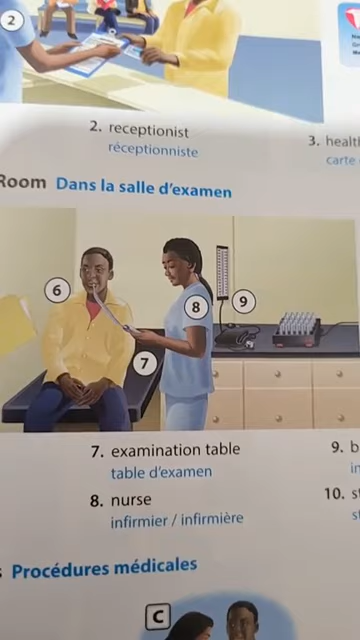 2
2. receptionist
réceptionniste
3. healt
carte
Room Dans la salle d'examen
6
8
9
7
7. examination table
table d'examen
8. nurse
infirmier / infirmière
9. b
in
10. s
s
Procédures médicales
C